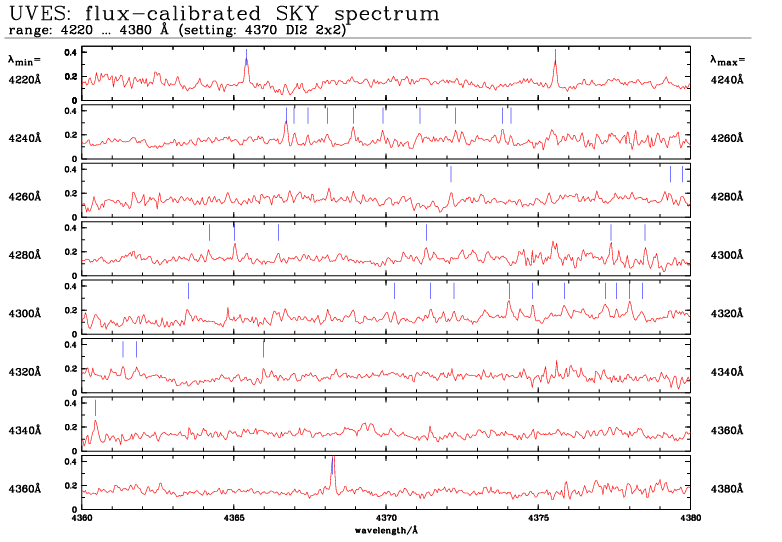 UVES: flux-calibrated SKY spectrum
range: 4220 ... 4380 Å (setting: 4370 DI2 2x2)
λmin= λmax=
0.4
0.2
0
4220Å 4240Å
0.4
0.2
0
4240Å 4260Å
0.4
0.2
0
4260Å 4280Å
0.4
0.2
0
4280Å 4300Å
0.4
0.2
0
4300Å 4320Å
0.4
0.2
0
4320Å 4340Å
0.4
0.2
0
4340Å 4360Å
0.4
0.2
0
4360Å 4380Å
4360 4365 4370 4375 4380
wavelength/Å